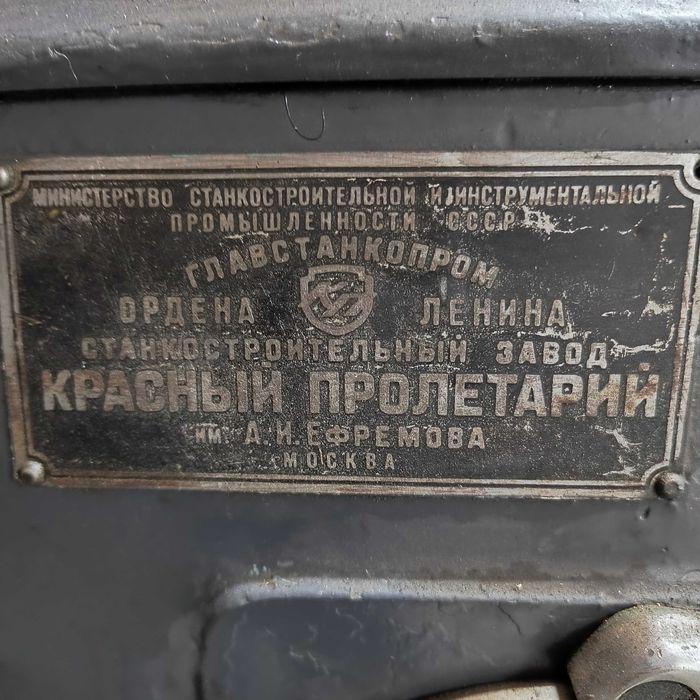 МИНИСТЕРСТВО СТАНКОСТРОИТЕЛЬНОЙ И ИНСТРУМЕНТАЛЬНОЙ
ПРОМЫШЛЕННОСТИ СССР
ГЛАВСТАНКОПРОМ
ОРДЕНА ЛЕНИНА
СТАНКОСТРОИТЕЛЬНЫЙ ЗАВОД
КРАСНЫЙ ПРОЛЕТАРИЙ
им. А.И.ЕФРЕМОВА
МОСКВА